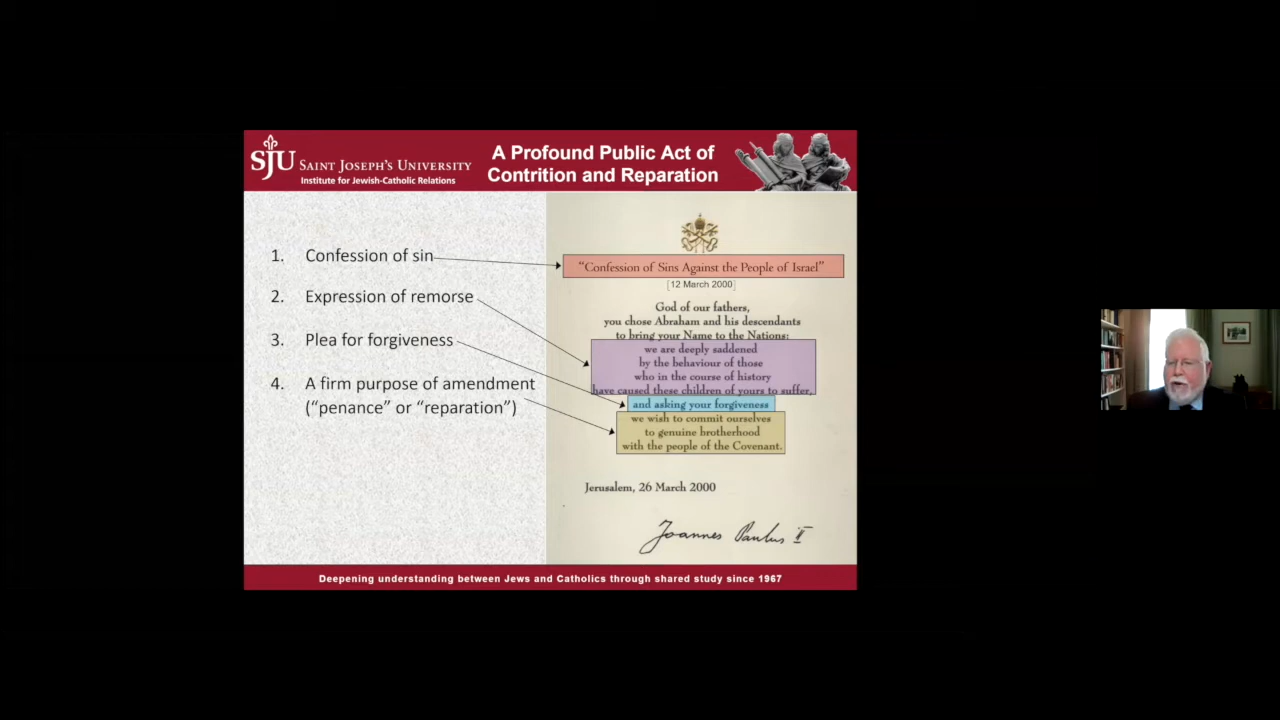 SJU SAINT JOSEPH'S UNIVERSITY
Institute for Jewish-Catholic Relations
A Profound Public Act of
Contrition and Reparation
1. Confession of sin
2. Expression of remorse
3. Plea for forgiveness
4. A firm purpose of amendment
(“penance” or “reparation”)
“Confession of Sins Against the People of Israel”
[12 March 2000]
God of our fathers,
you chose Abraham and his descendants
to bring your Name to the Nations:
we are deeply saddened
by the behaviour of those
who in the course of history
have caused these children of yours to suffer,
and asking your forgiveness
we wish to commit ourselves
to genuine brotherhood
with the people of the Covenant.
Jerusalem, 26 March 2000
Joannes Paulus II
Deepening understanding between Jews and Catholics through shared study since 1967